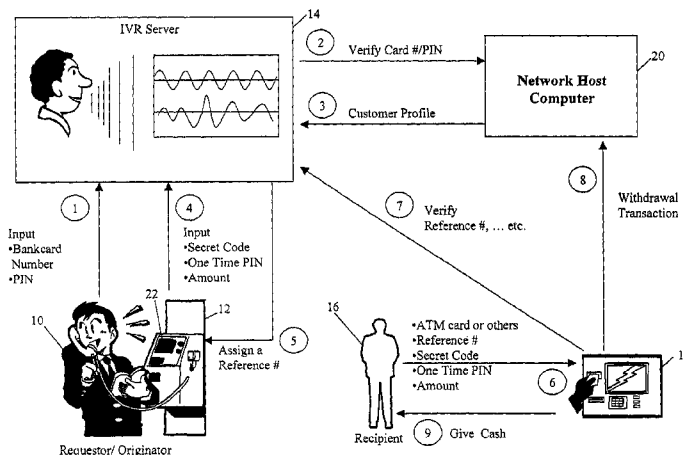 IVR Server
14
2
Verify Card #/PIN
20
Network Host
Computer
3
Customer Profile
1
4
7
8
Withdrawal
Transaction
Verify
Reference #, ... etc.
Input
•Bankcard
Number
•PIN
Input
•Secret Code
•One Time PIN
•Amount
22
12
10
16
Assign a
Reference #
5
•ATM card or others
•Reference #
•Secret Code
•One Time PIN
•Amount
6
1
Recipient
9
Give Cash
Requestor/ Originator